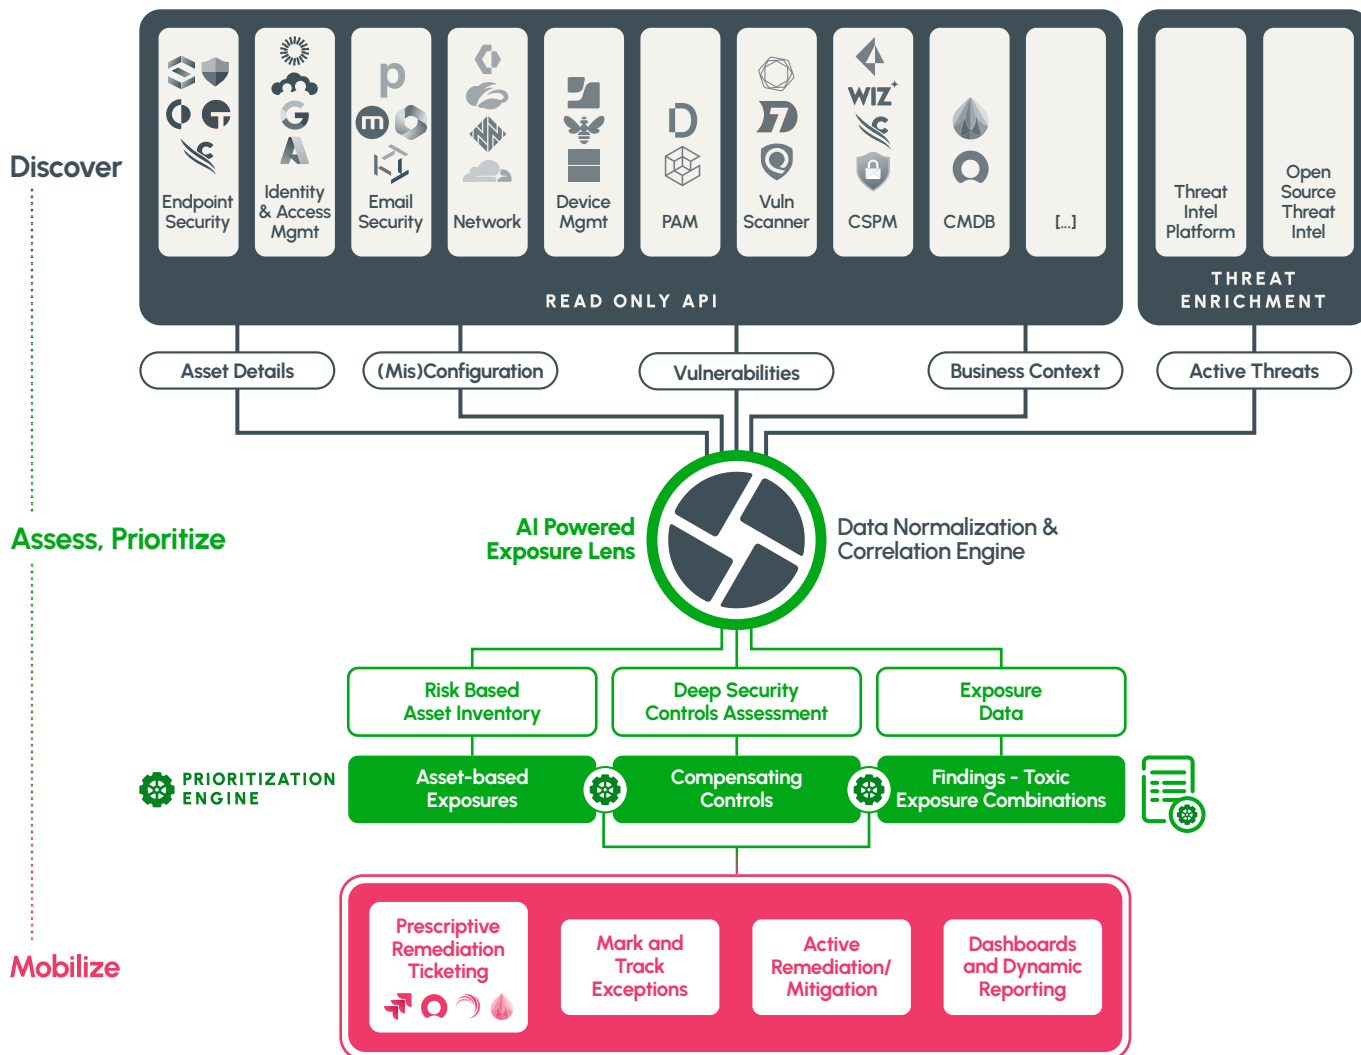 Discover
Endpoint
Security
Identity
& Access
Mgmt
p
m
Email
Security
Network
Device
Mgmt
D
PAM
7
Vuln
Scanner
WIZ
CSPM
CMDB
[...]
READ ONLY API
Threat
Intel
Platform
Open
Source
Threat
Intel
THREAT
ENRICHMENT
Asset Details
(Mis)Configuration
Vulnerabilities
Business Context
Active Threats
Assess, Prioritize
AI Powered
Exposure Lens
Data Normalization &
Correlation Engine
Risk Based
Asset Inventory
Deep Security
Controls Assessment
Exposure
Data
PRIORITIZATION
ENGINE
Asset-based
Exposures
Compensating
Controls
Findings - Toxic
Exposure Combinations
Mobilize
Prescriptive
Remediation
Ticketing
Mark and
Track
Exceptions
Active
Remediation/
Mitigation
Dashboards
and Dynamic
Reporting